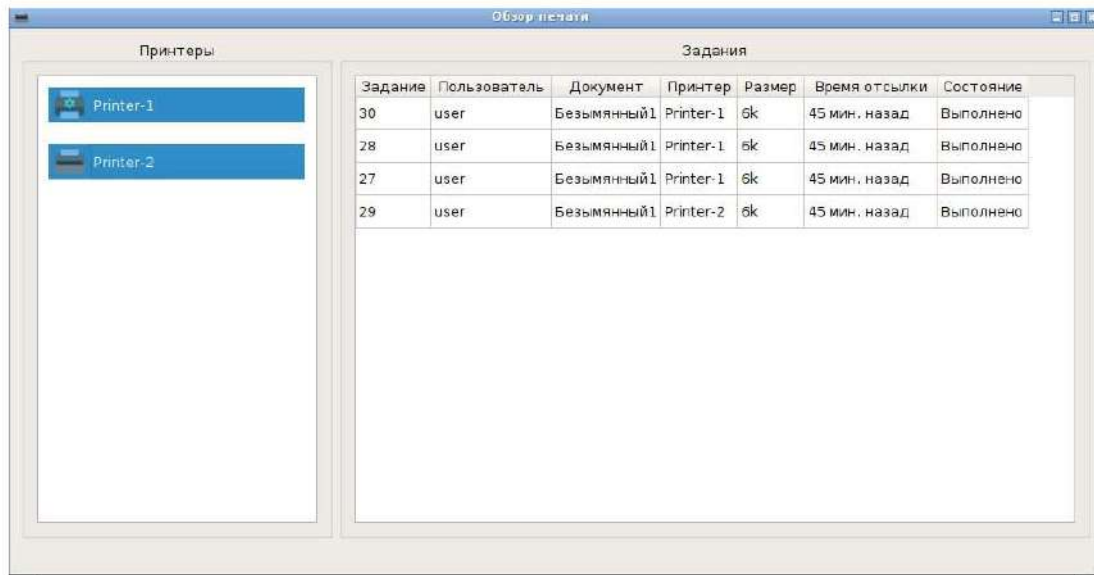 Обзор печати
Принтеры
Printer-1
Printer-2
Задания
Задание Пользователь Документ Принтер Размер Время отсылки Состояние
30 user Безымянный1 Printer-1 6k 45 мин. назад Выполнено
28 user Безымянный1 Printer-1 6k 45 мин. назад Выполнено
27 user Безымянный1 Printer-1 6k 45 мин. назад Выполнено
29 user Безымянный1 Printer-2 6k 45 мин. назад Выполнено